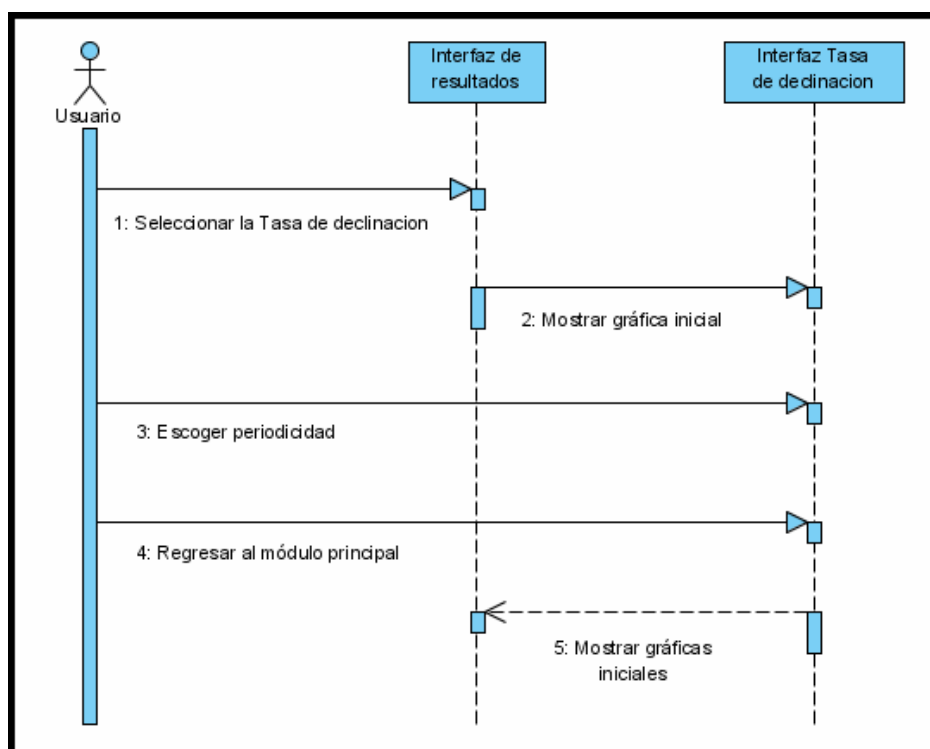 Interfaz de
resultados
Interfaz Tasa
de declinacion
Usuario
1: Seleccionar la Tasa de declinacion
2: Mostrar gráfica inicial
3: Escoger periodicidad
4: Regresar al módulo principal
5: Mostrar gráficas
iniciales